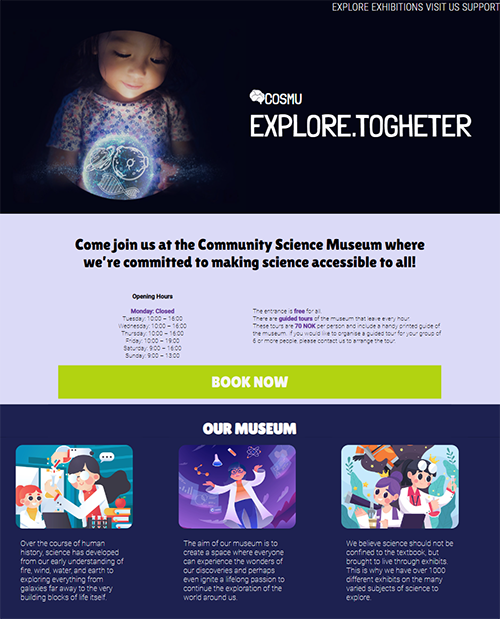 EXPLORE EXHIBITIONS VISIT US SUPPORT
COSMU
EXPLORE.TOGHETER
Come join us at the Community Science Museum where
we're committed to making science accessible to all!
Opening Hours
Monday: Closed
Tuesday: 10:00 – 16:00
Wednesday: 10:00 – 16:00
Thursday: 10:00 – 16:00
Friday: 10:00 – 19:00
Saturday: 9:00 – 16:00
Sunday: 9:00 – 13:00
The entrance is free for all.
There are guided tours of the museum that leave every hour.
These tours are 70 NOK per person and include a handy printed guide of
the museum. If you would like to organise a guided tour for your group of
6 or more people, please contact us to arrange the tour.
BOOK NOW
OUR MUSEUM
Over the course of human
history, science has developed
from our early understanding of
fire, wind, water, and earth to
exploring everything from
galaxies far away to the very
building blocks of life itself.
The aim of our museum is to
create a space where everyone
can experience the wonders of
our discoveries and perhaps
even ignite a lifelong passion to
continue the exploration of the
world around us.
We believe science should not be
confined to the textbook, but
brought to live through exhibits.
This is why we have over 1000
different exhibits on the many
varied subjects of science to
explore.